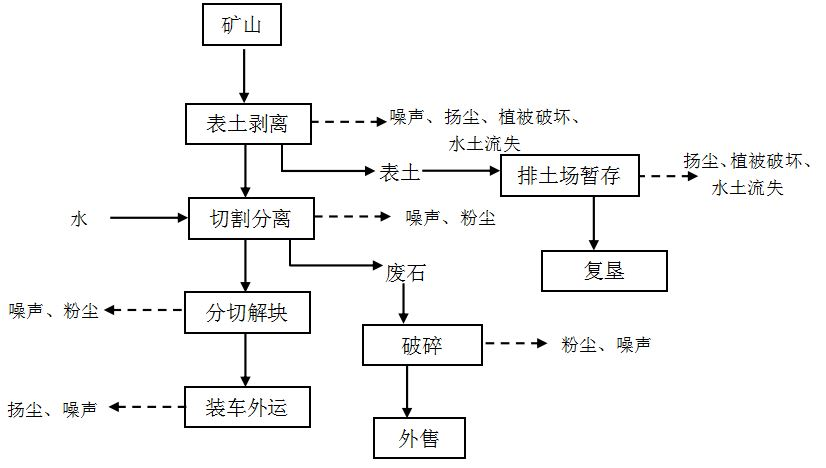 矿山
表土剥离
噪声、扬尘、植被破坏、
水土流失
表土
排土场暂存
扬尘、植被破坏、
水土流失
水
切割分离
噪声、粉尘
废石
复垦
噪声、粉尘
分切解块
破碎
粉尘、噪声
扬尘、噪声
装车外运
外售